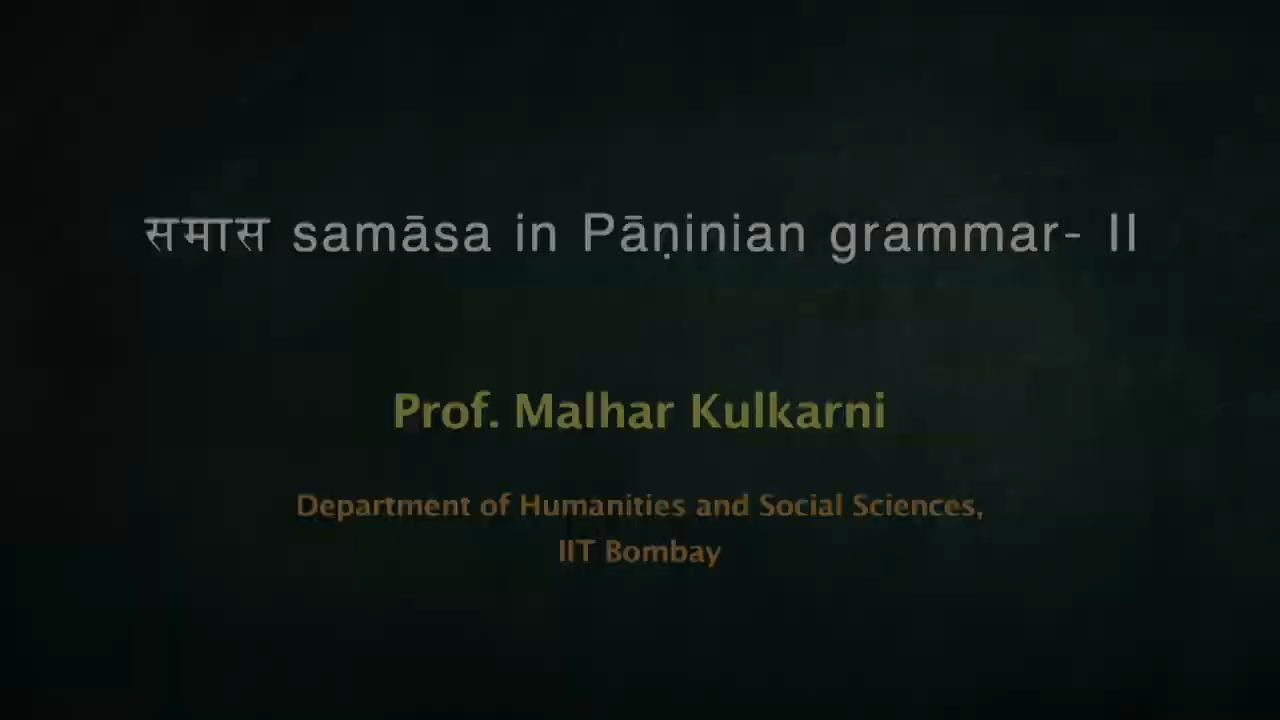 समास samāsa in Pāṇinian grammar- II
Prof. Malhar Kulkarni
Department of Humanities and Social Sciences,
IIT Bombay